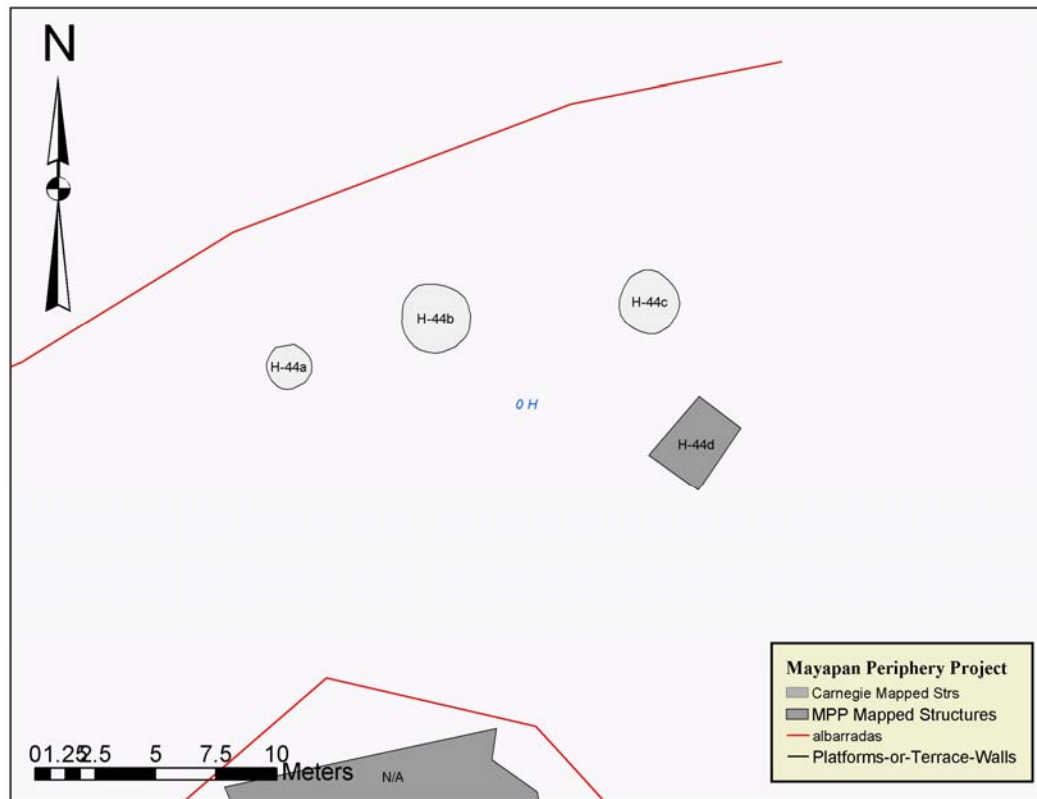 N
H-44b
H-44c
H-44a
0 H
H-44d
Mayapan Periphery Project
Carnegie Mapped Strs
MPP Mapped Structures
albarradas
Platforms-or-Terrace-Walls
01.252.5 5 7.5 10
Meters
N/A